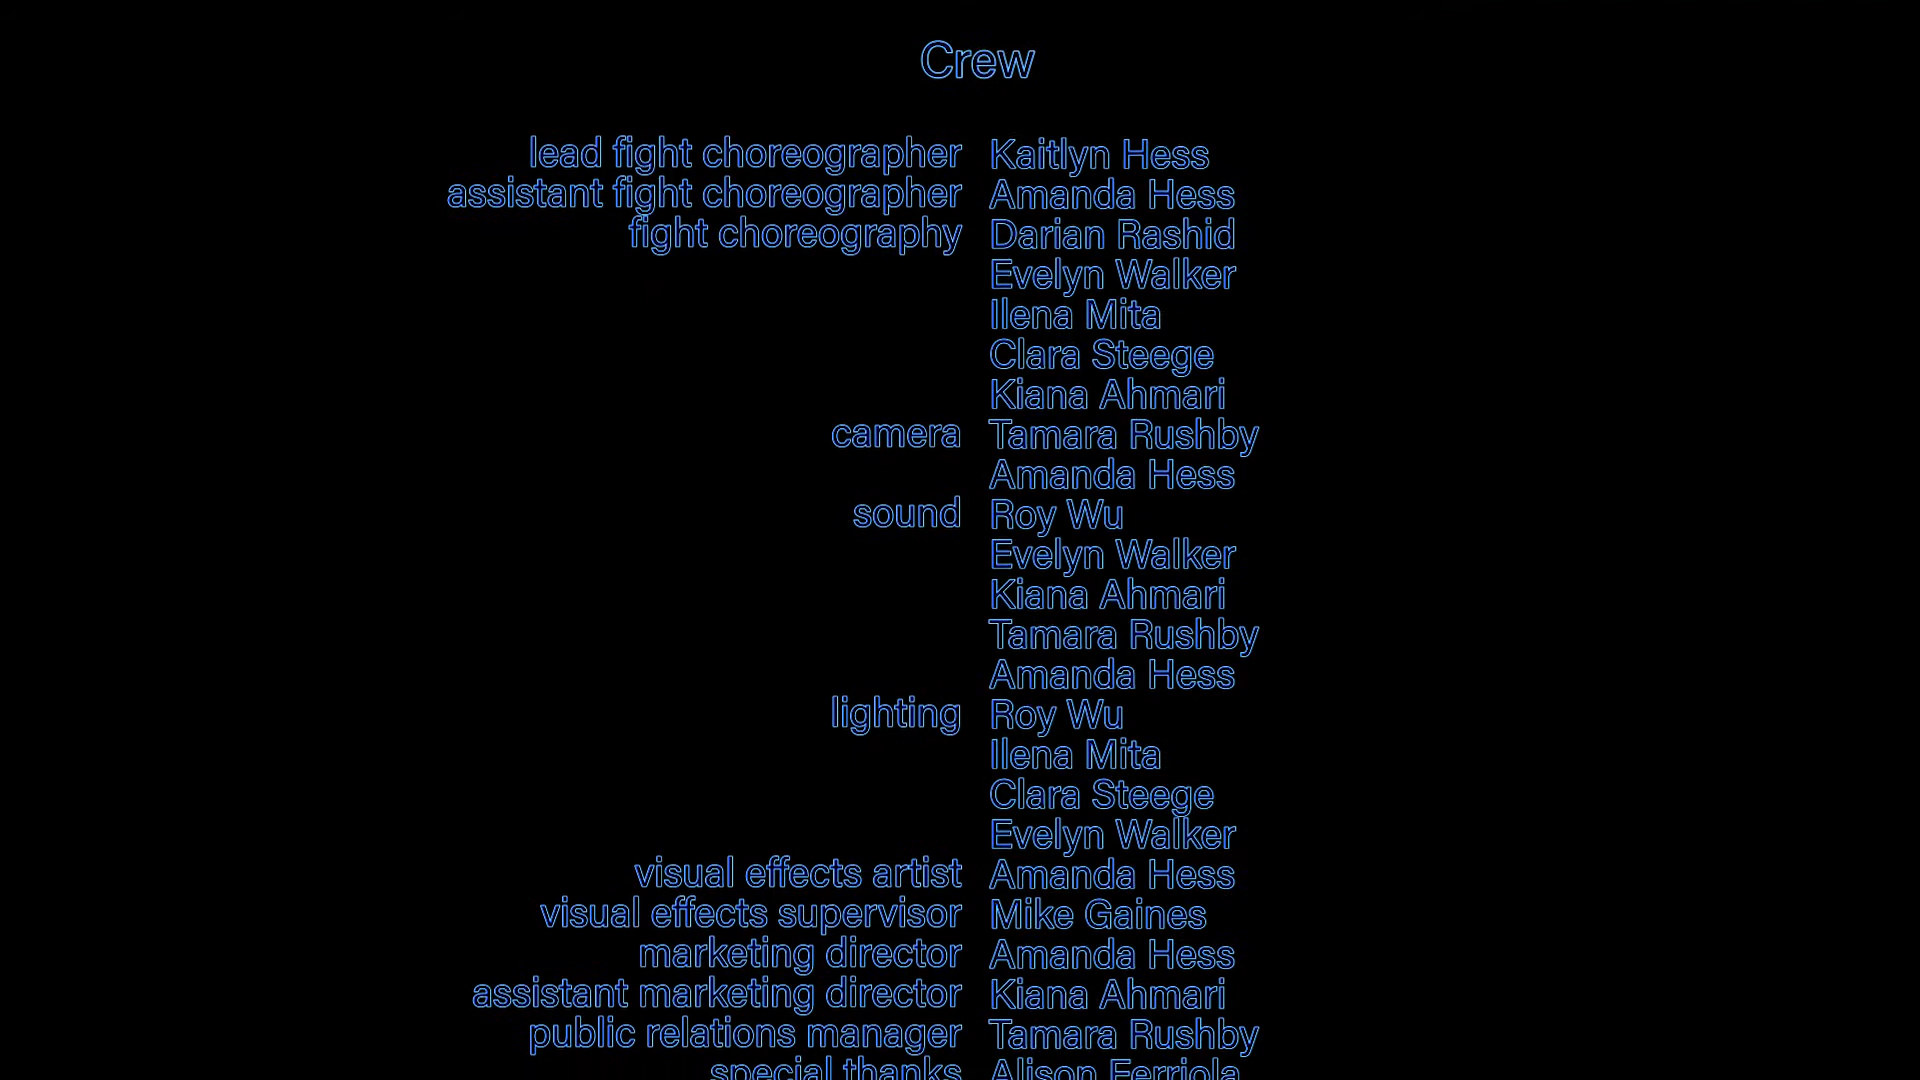 Crew
lead fight choreographer Kaitlyn Hess
assistant fight choreographer Amanda Hess
fight choreography Darian Rashid
Evelyn Walker
Ilena Mita
Clara Steege
Kiana Ahmari
camera Tamara Rushby
Amanda Hess
sound Roy Wu
Evelyn Walker
Kiana Ahmari
Tamara Rushby
Amanda Hess
lighting Roy Wu
Ilena Mita
Clara Steege
Evelyn Walker
visual effects artist Amanda Hess
visual effects supervisor Mike Gaines
marketing director Amanda Hess
assistant marketing director Kiana Ahmari
public relations manager Tamara Rushby
special thanks Alison Ferriola